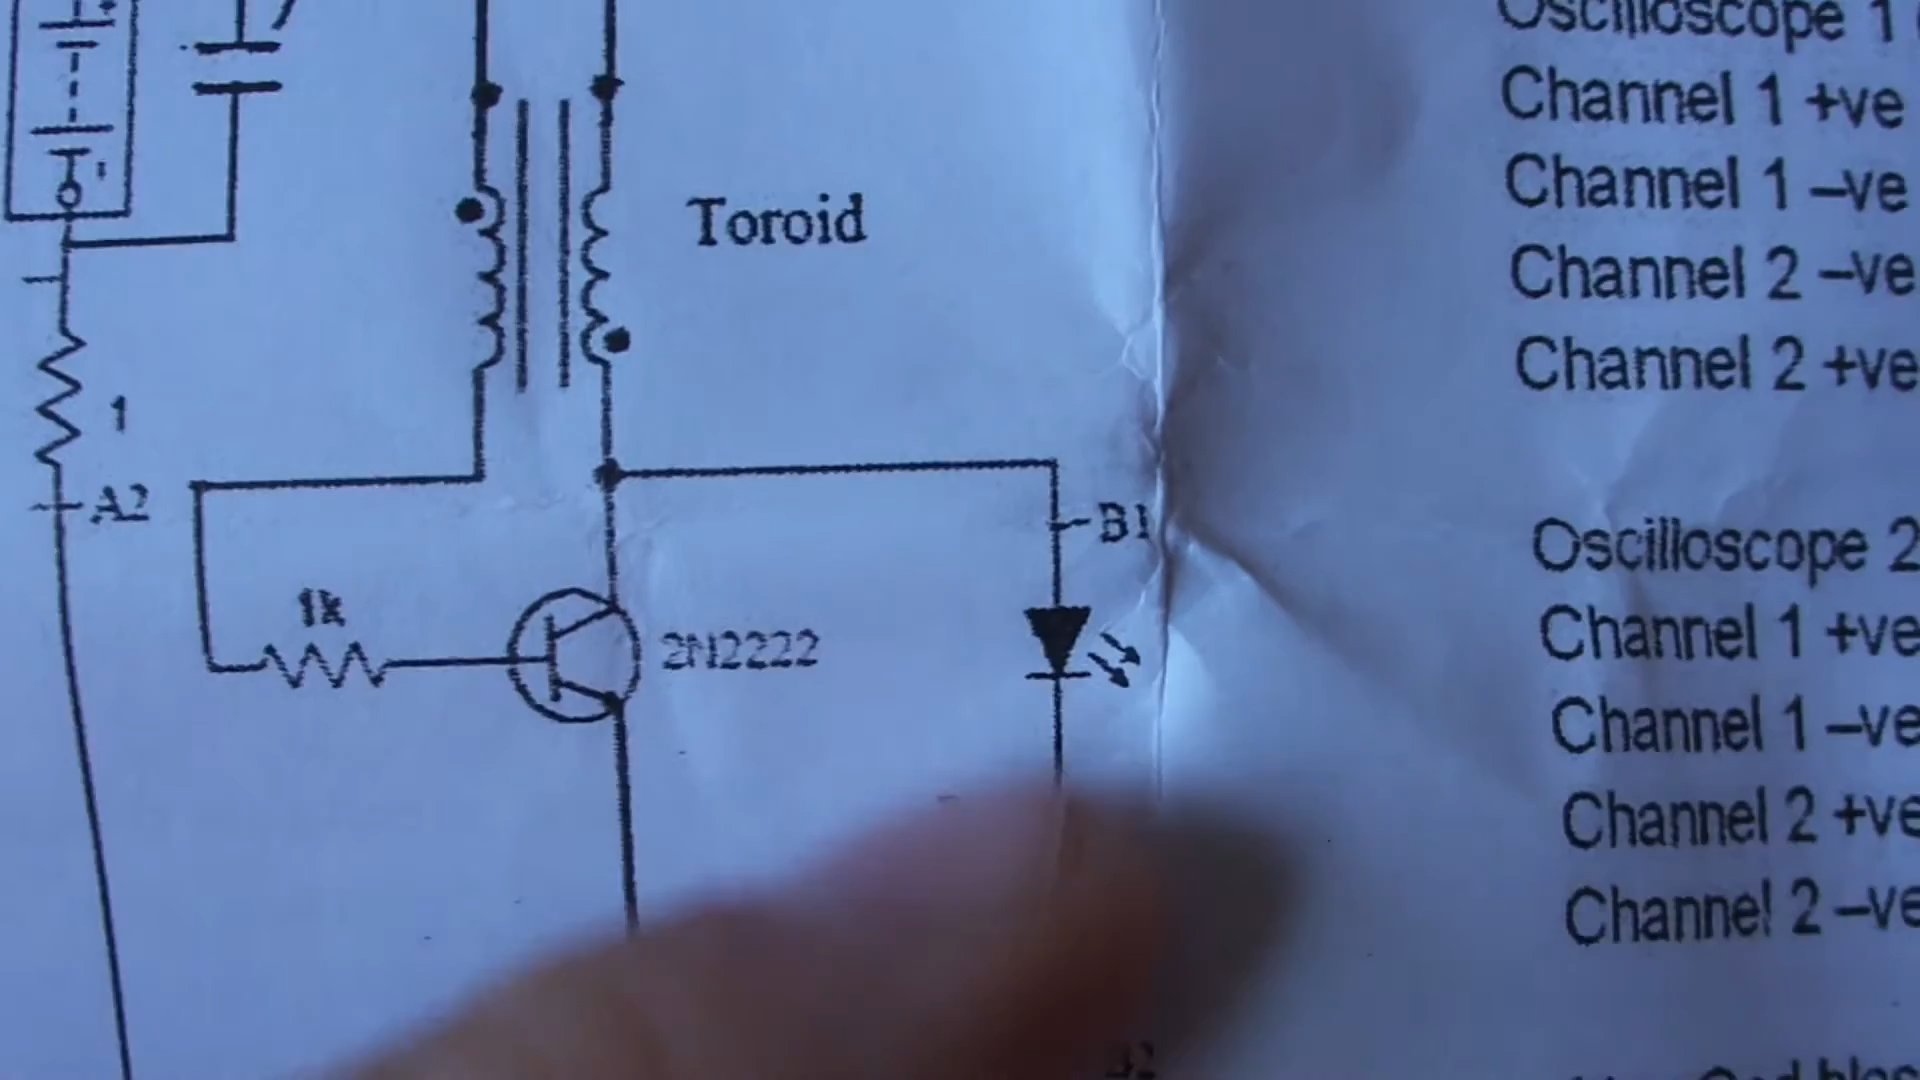 Oscilloscope 1
Channel 1 +ve
Channel 1 –ve
Channel 2 –ve
Channel 2 +ve
Toroid
1
A2
B1
1k
2N2222
Oscilloscope 2
Channel 1 +ve
Channel 1 –ve
Channel 2 +ve
Channel 2 –ve